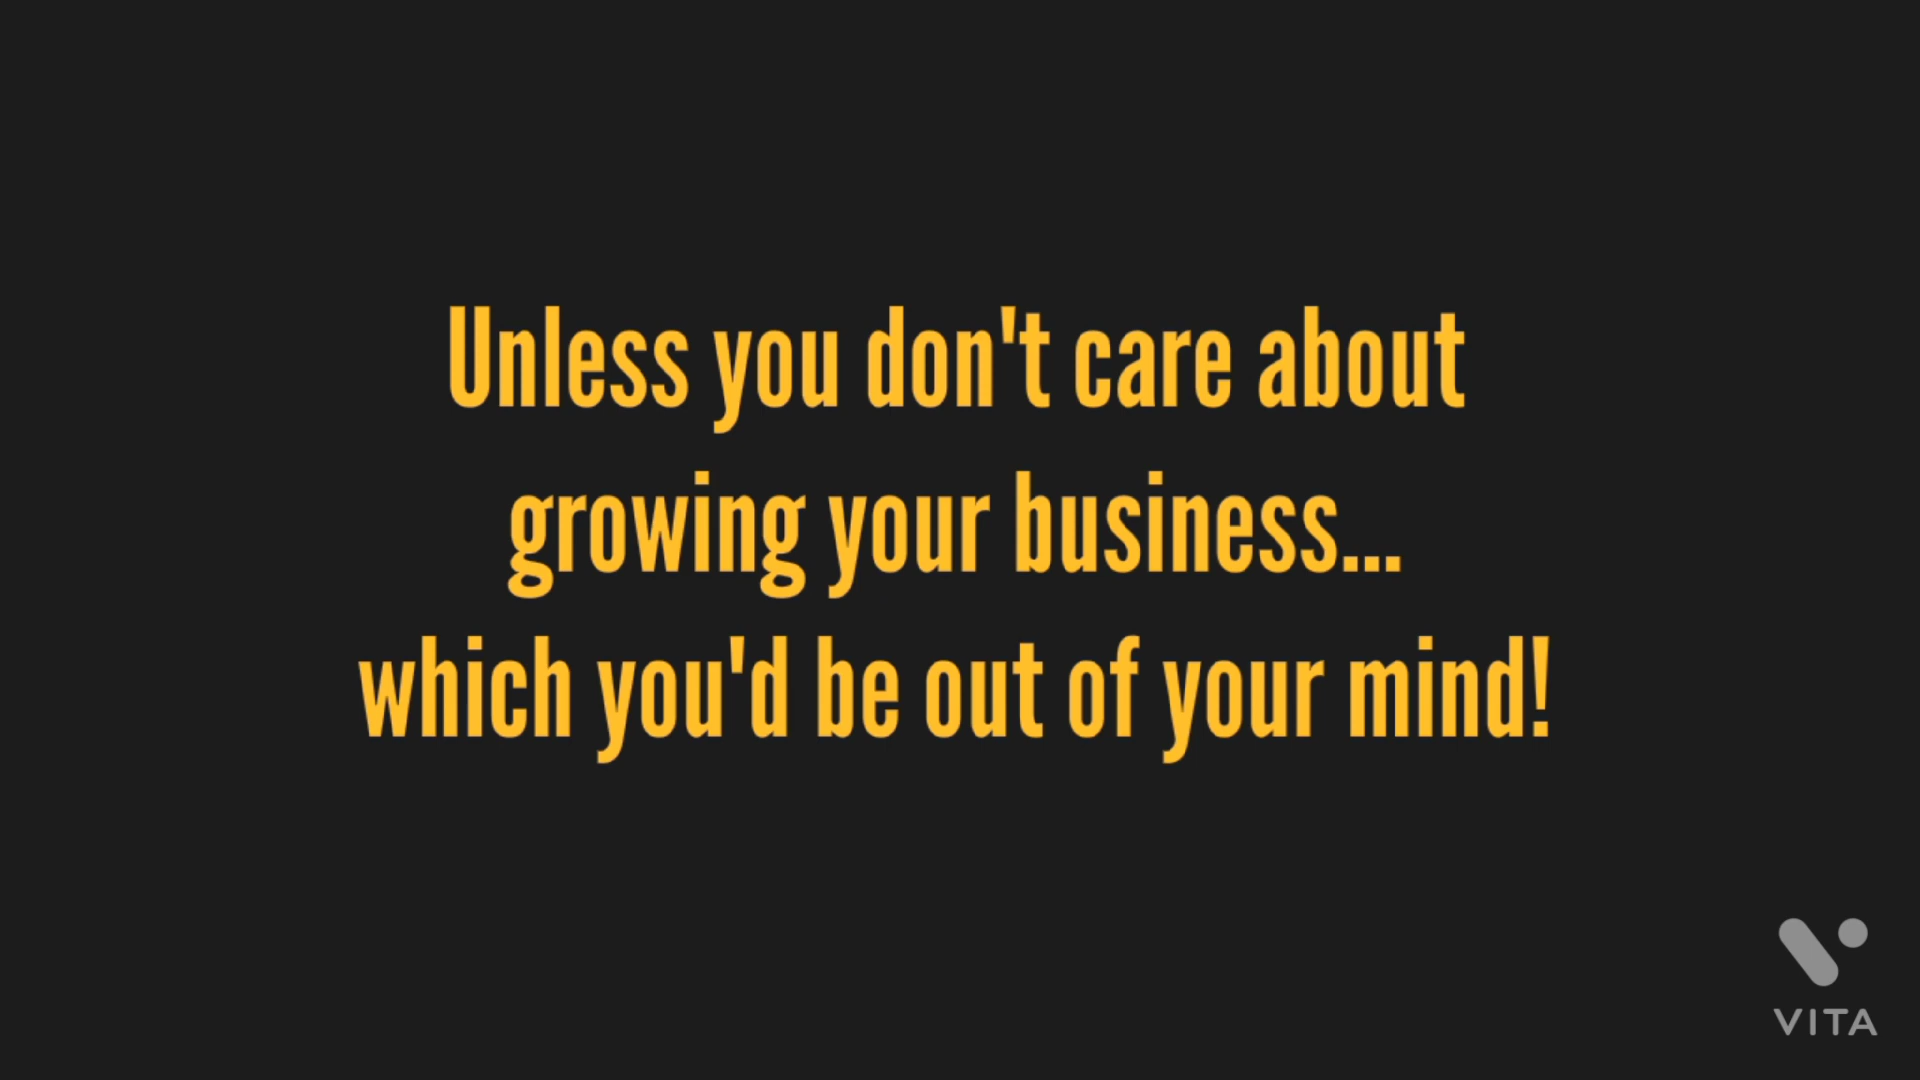 Unless you don't care about
growing your business...
which you'd be out of your mind!
VITA